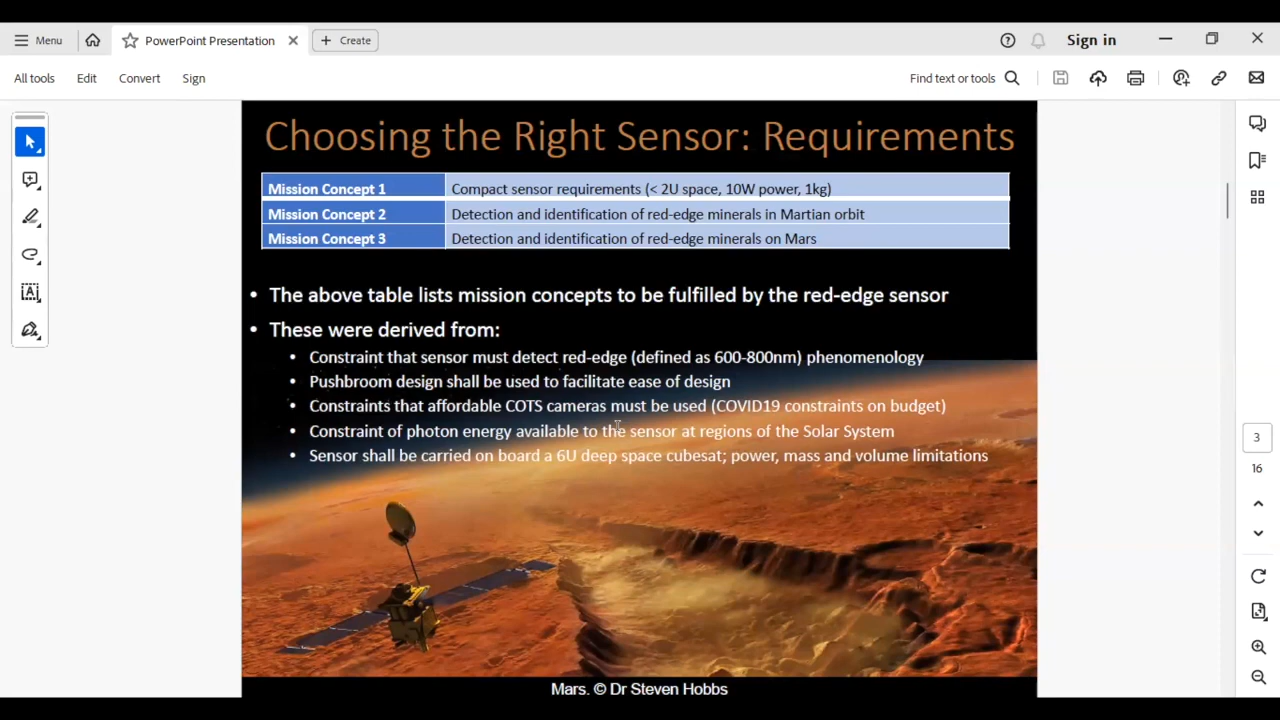 Menu
PowerPoint Presentation
Create
Sign in
All tools
Edit
Convert
Sign
Find text or tools
Choosing the Right Sensor: Requirements
Mission Concept 1 Compact sensor requirements (< 2U space, 10W power, 1kg)
Mission Concept 2 Detection and identification of red-edge minerals in Martian orbit
Mission Concept 3 Detection and identification of red-edge minerals on Mars
• The above table lists mission concepts to be fulfilled by the red-edge sensor
• These were derived from:
• Constraint that sensor must detect red-edge (defined as 600-800nm) phenomenology
• Pushbroom design shall be used to facilitate ease of design
• Constraints that affordable COTS cameras must be used (COVID19 constraints on budget)
• Constraint of photon energy available to the sensor at regions of the Solar System
• Sensor shall be carried on board a 6U deep space cubesat; power, mass and volume limitations
3
16
Mars. © Dr Steven Hobbs